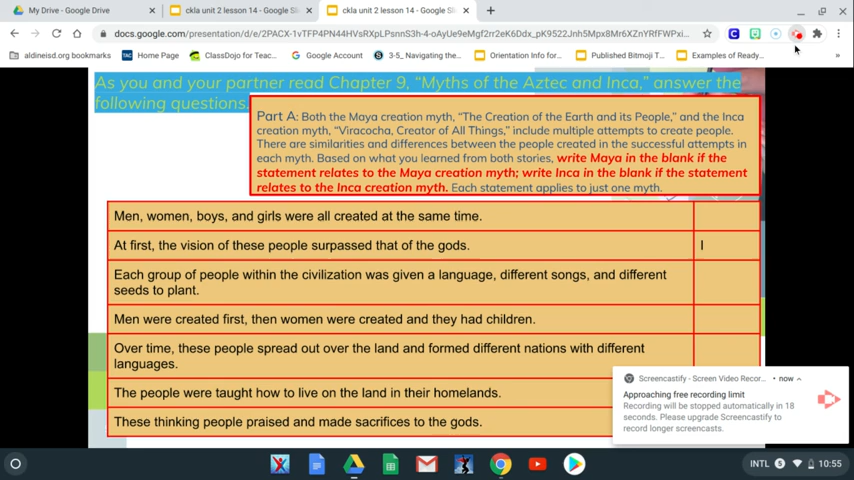 My Drive - Google Drive
ckla unit 2 lesson 14 - Google Sl
ckla unit 2 lesson 14 - Google Sl
docs.google.com/presentation/d/e/2PACX-1vTFP4PN44HVsRXpLPsnnS3h-4-oAyUe9eMgf2rr2eK6Ddx_pK9522Jnh5Mpx8Mr6XZnYRfFWPxi...
aldineisd.org bookmarks
TAC
Home Page
ClassDojo for Teac...
Google Account
3-5_ Navigating the...
Orientation Info for...
Published Bitmoji T...
Examples of Ready...
As you and your partner read Chapter 9, “Myths of the Aztec and Inca,” answer the
following questions.
Part A: Both the Maya creation myth, “The Creation of the Earth and its People,” and the Inca
creation myth, “Viracocha, Creator of All Things,” include multiple attempts to create people.
There are similarities and differences between the people created in the successful attempts in
each myth. Based on what you learned from both stories, write Maya in the blank if the
statement relates to the Maya creation myth; write Inca in the blank if the statement
relates to the Inca creation myth. Each statement applies to just one myth.
Men, women, boys, and girls were all created at the same time.
At first, the vision of these people surpassed that of the gods.
I
Each group of people within the civilization was given a language, different songs, and different
seeds to plant.
Men were created first, then women were created and they had children.
Over time, these people spread out over the land and formed different nations with different
languages.
The people were taught how to live on the land in their homelands.
These thinking people praised and made sacrifices to the gods.
Screencastify - Screen Video Recor... • now
Approaching free recording limit
Recording will be stopped automatically in 18
seconds. Please upgrade Screencastify to
record longer screencasts.
INTL
5
10:55